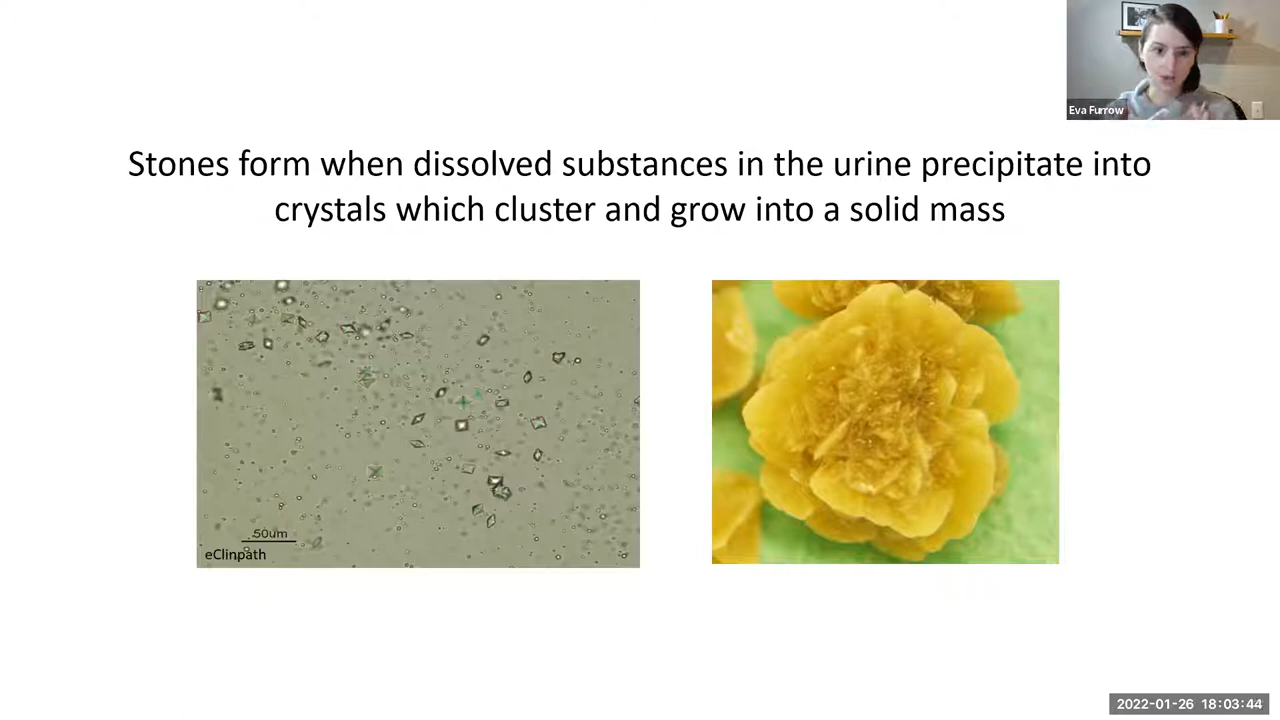 Eva Furrow
Stones form when dissolved substances in the urine precipitate into
crystals which cluster and grow into a solid mass
50um
eClinpath
2022-01-26 18:03:44